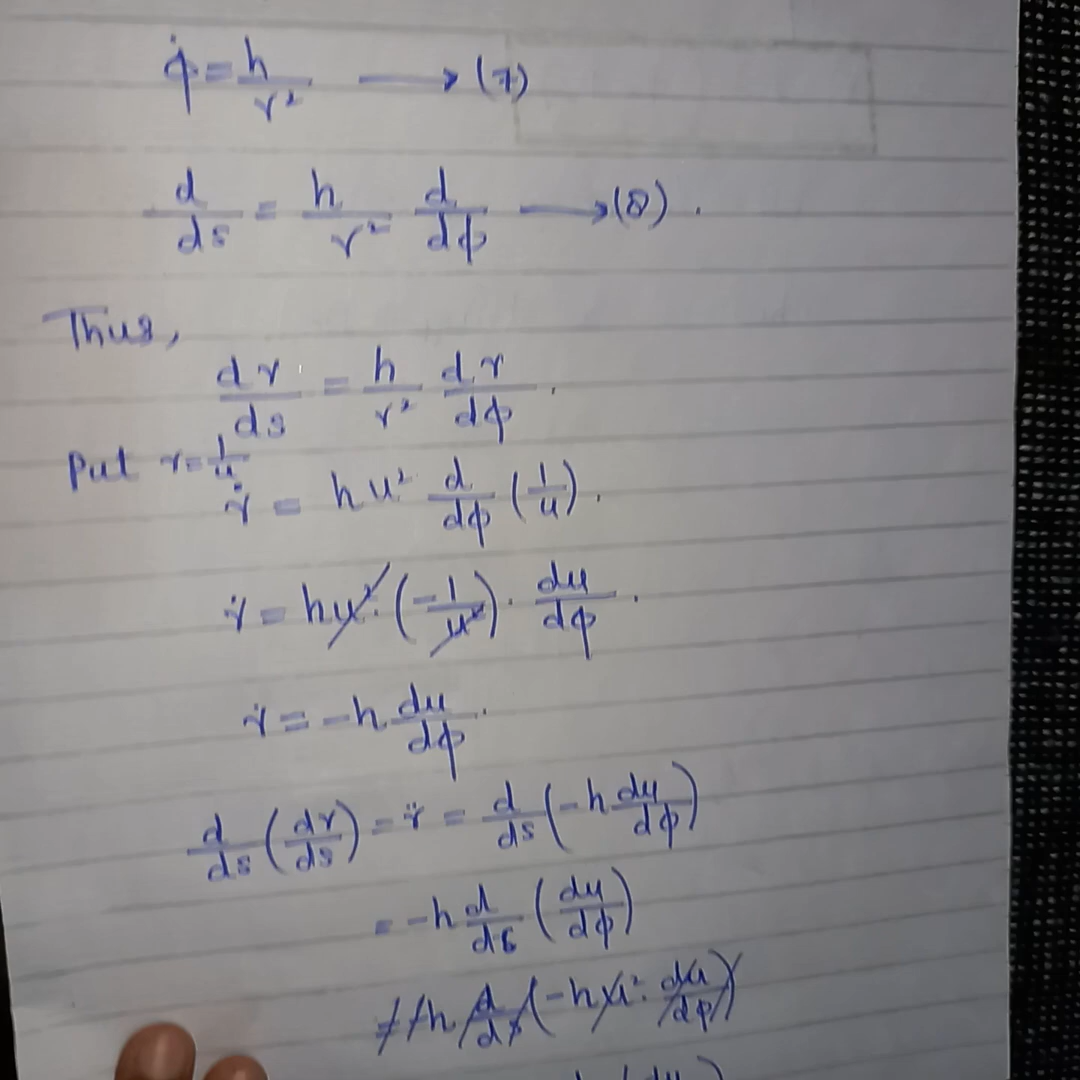 φ̇ = h/r² ⟶ (7)
d/ds = h/r² d/dφ ⟶ (8).
Thus,
dr/ds = h/r² dr/dφ.
Put r = 1/u
ṙ = hu² d/dφ (1/u).
ṙ = hu². (-1/u²). du/dφ.
ṙ = -h du/dφ.
d/ds (dr/ds) = r̈ = d/ds (-h du/dφ)
= -h d/ds (du/dφ)